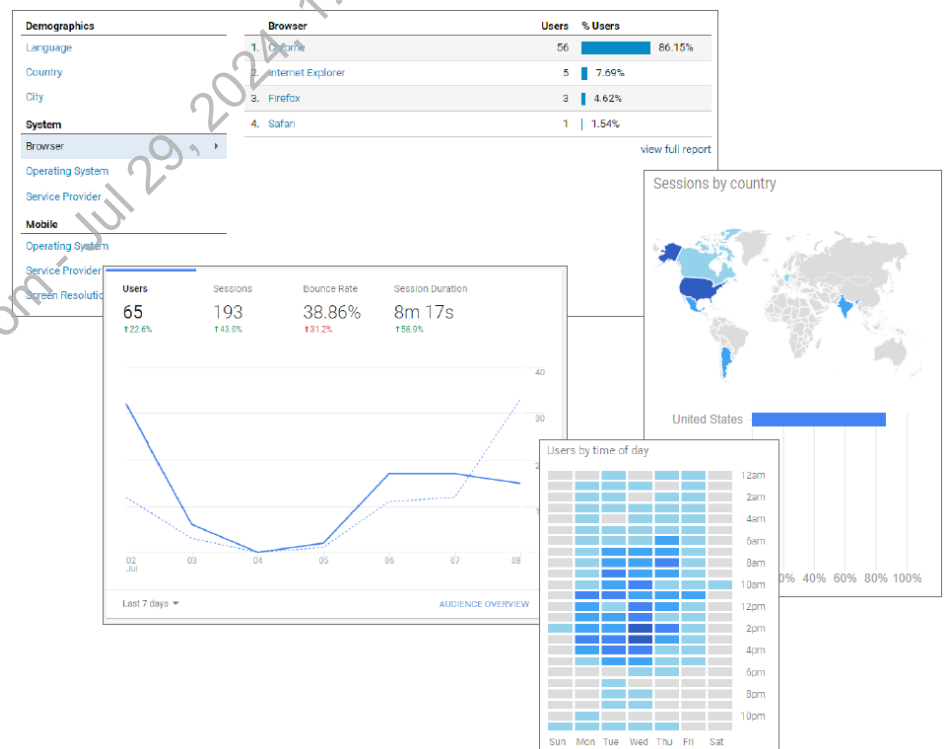 Demographics
Language
Country
City
System
Browser
Operating System
Service Provider
Mobile
Operating System
Service Provider
Screen
Browser Users % Users
1. Chrome 56 86.15%
2. Internet Explorer 5 7.69%
3. Firefox 3 4.62%
4. Safari 1 1.54%
view full report
Sessions by country
United States
40% 60% 80% 100%
Users Sessions Bounce Rate Session Duration
65 193 38.86% 8m 17s
↑22.6% ↑43.0% ↑31.2% ↑58.9%
40
30
02 03 04 05 06 07 08
Jul
Last 7 days
AUDIENCE OVERVIEW
Users by time of day
12am
2am
4am
6am
8am
10am
12pm
2pm
4pm
6pm
8pm
10pm
Sun Mon Tue Wed Thu Fri Sat
Jul 29, 2024,